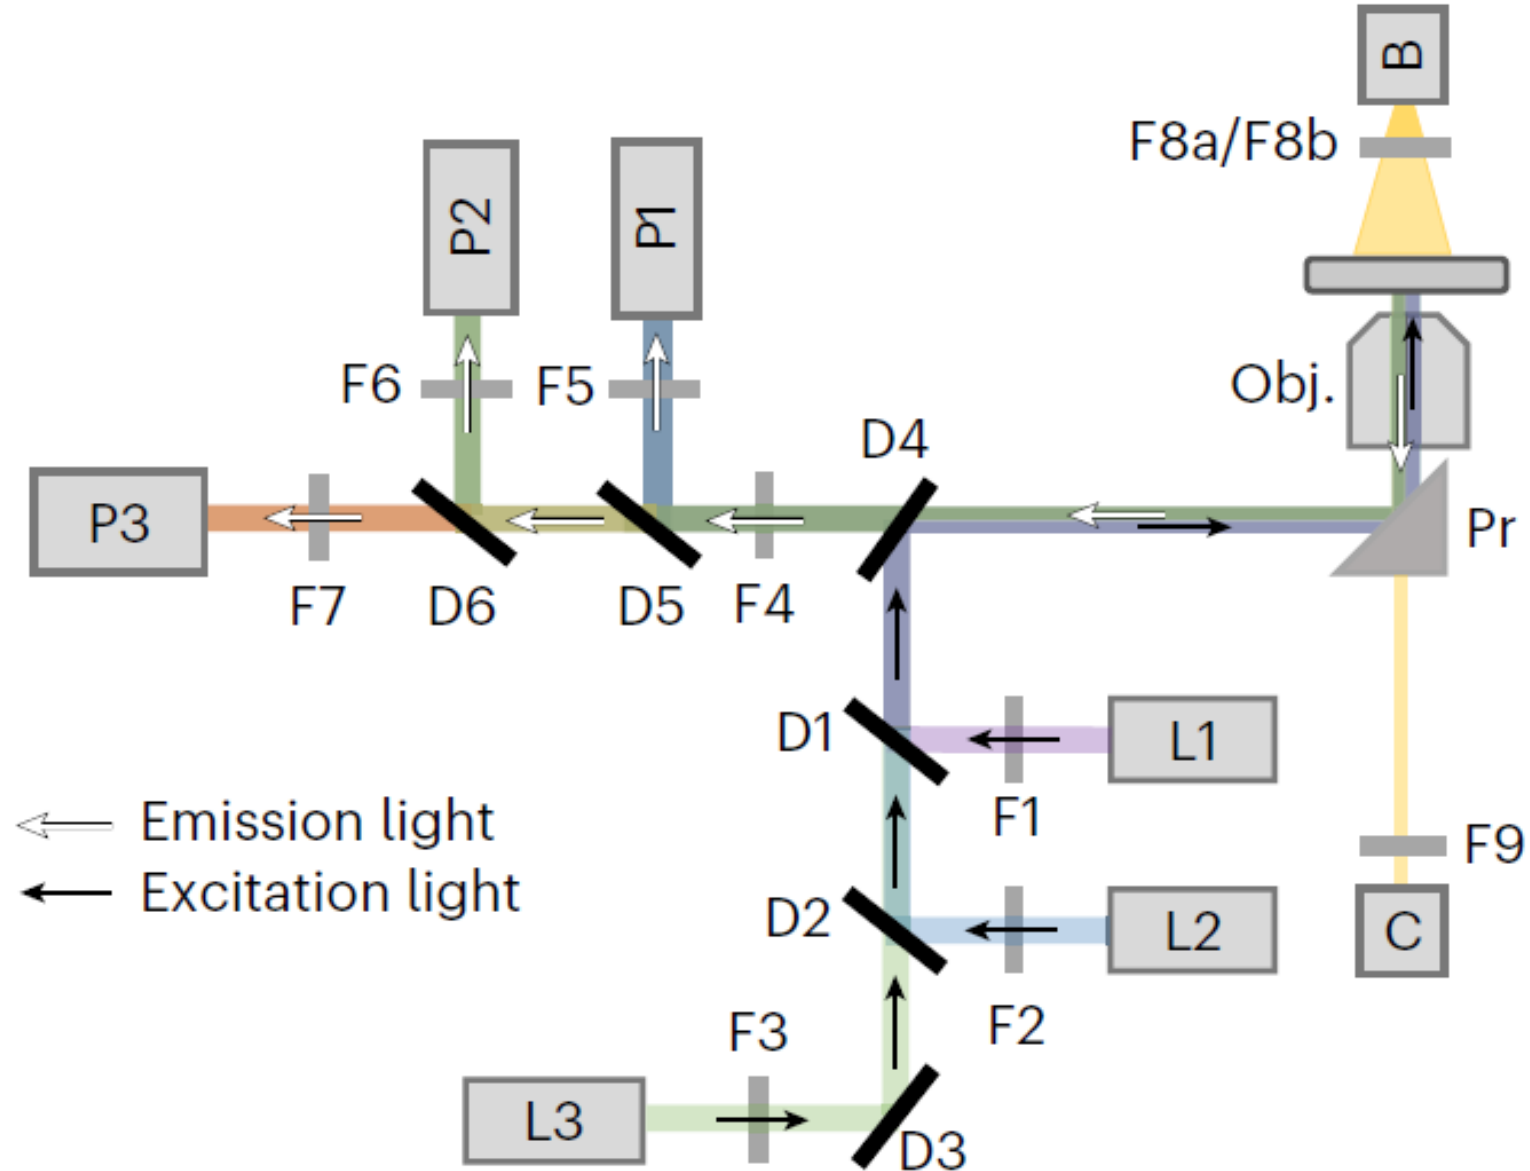 B
F8a/F8b
P2
P1
F6
F5
Obj.
D4
P3
Pr
F7
D6
D5
F4
D1
L1
F1
Emission light
F9
Excitation light
D2
L2
C
F2
F3
L3
D3